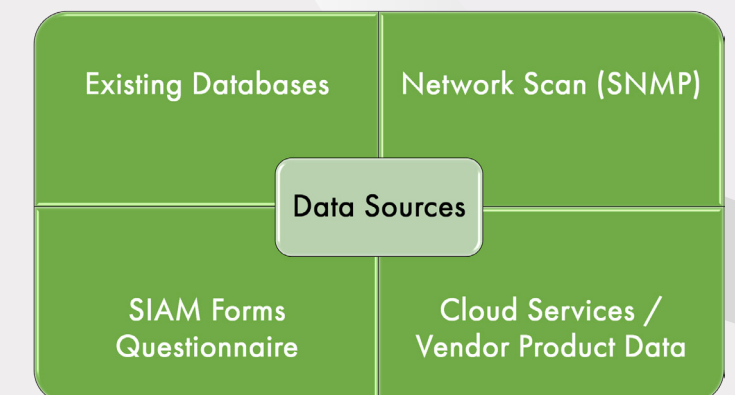 Existing Databases
Network Scan (SNMP)
Data Sources
SIAM Forms
Questionnaire
Cloud Services /
Vendor Product Data